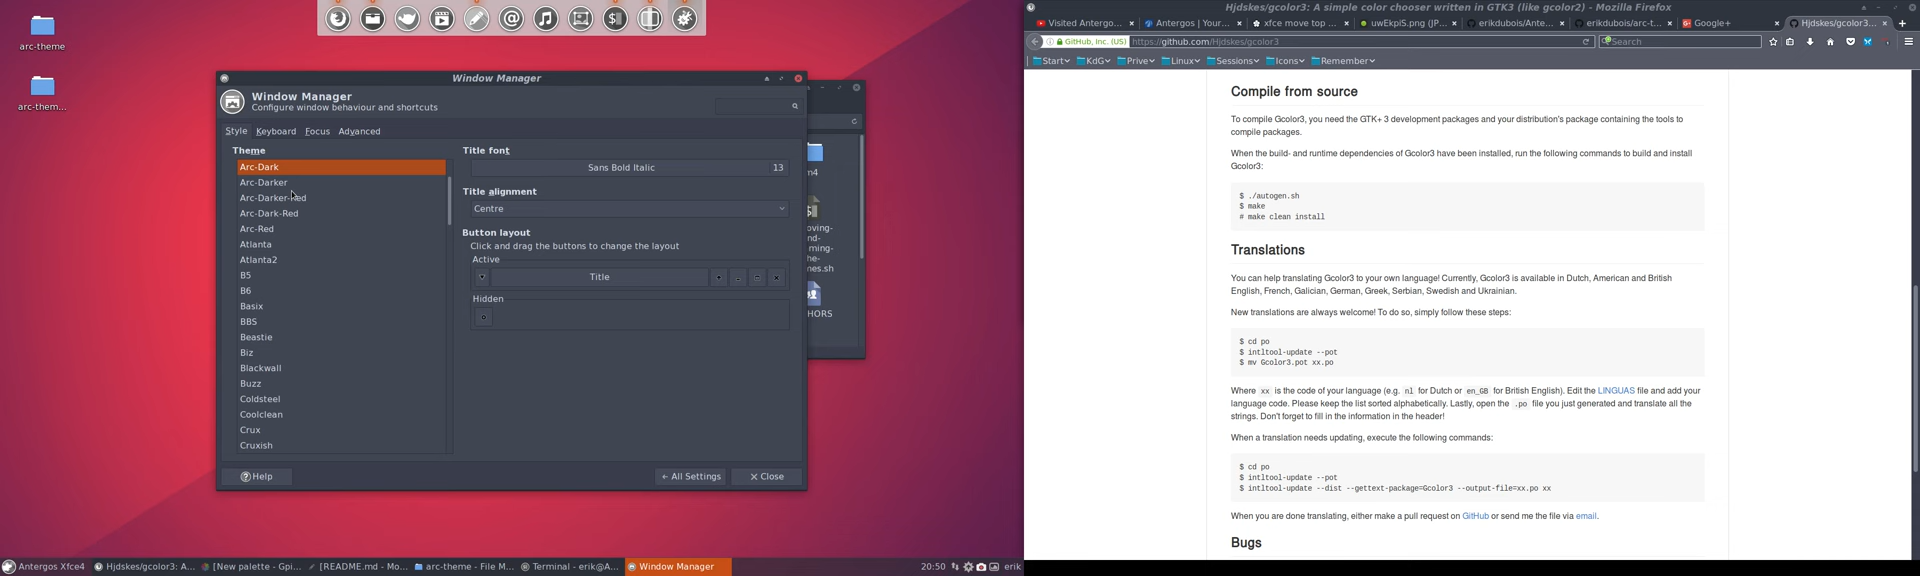 arc-theme
arc-them...
Window Manager
Window Manager
Configure window behaviour and shortcuts
Style Keyboard Focus Advanced
Theme
Arc-Dark
Arc-Darker
Arc-Darker-Red
Arc-Dark-Red
Arc-Red
Atlanta
Atlanta2
B5
B6
Basix
BBS
Beastie
Biz
Blackwall
Buzz
Coldsteel
Coolclean
Crux
Cruxish
Title font
Sans Bold Italic 13
Title alignment
Centre
Button layout
Click and drag the buttons to change the layout
Active
Title
Hidden
Help
All Settings
Close
m4
oving-
nd-
ming-
he-
mes.sh
HORS
Antergos Xfce4
Hjdskes/gcolor3: A...
[New palette - Gpi...
[README.md - Mo...
arc-theme - File M...
Terminal - erik@A...
Window Manager
20:50
erik
Hjdskes/gcolor3: A simple color chooser written in GTK3 (like gcolor2) - Mozilla Firefox
Visited Antergo...
Antergos | Your...
xfce move top ...
uwEkpiS.png (JP...
erikdubois/Ante...
erikdubois/arc-t...
Google+
Hjdskes/gcolor3...
GitHub, Inc. (US) https://github.com/Hjdskes/gcolor3
Search
Start KdG Prive Linux Sessions Icons Remember
Compile from source
To compile Gcolor3, you need the GTK+ 3 development packages and your distribution's package containing the tools to
compile packages.
When the build- and runtime dependencies of Gcolor3 have been installed, run the following commands to build and install
Gcolor3:
$ ./autogen.sh
$ make
# make clean install
Translations
You can help translating Gcolor3 to your own language! Currently, Gcolor3 is available in Dutch, American and British
English, French, Galician, German, Greek, Serbian, Swedish and Ukrainian.
New translations are always welcome! To do so, simply follow these steps:
$ cd po
$ intltool-update --pot
$ mv Gcolor3.pot xx.po
Where xx is the code of your language (e.g. nl for Dutch or en_GB for British English). Edit the LINGUAS file and add your
language code. Please keep the list sorted alphabetically. Lastly, open the .po file you just generated and translate all the
strings. Don't forget to fill in the information in the header!
When a translation needs updating, execute the following commands:
$ cd po
$ intltool-update --pot
$ intltool-update --dist --gettext-package=Gcolor3 --output-file=xx.po xx
When you are done translating, either make a pull request on GitHub or send me the file via email.
Bugs